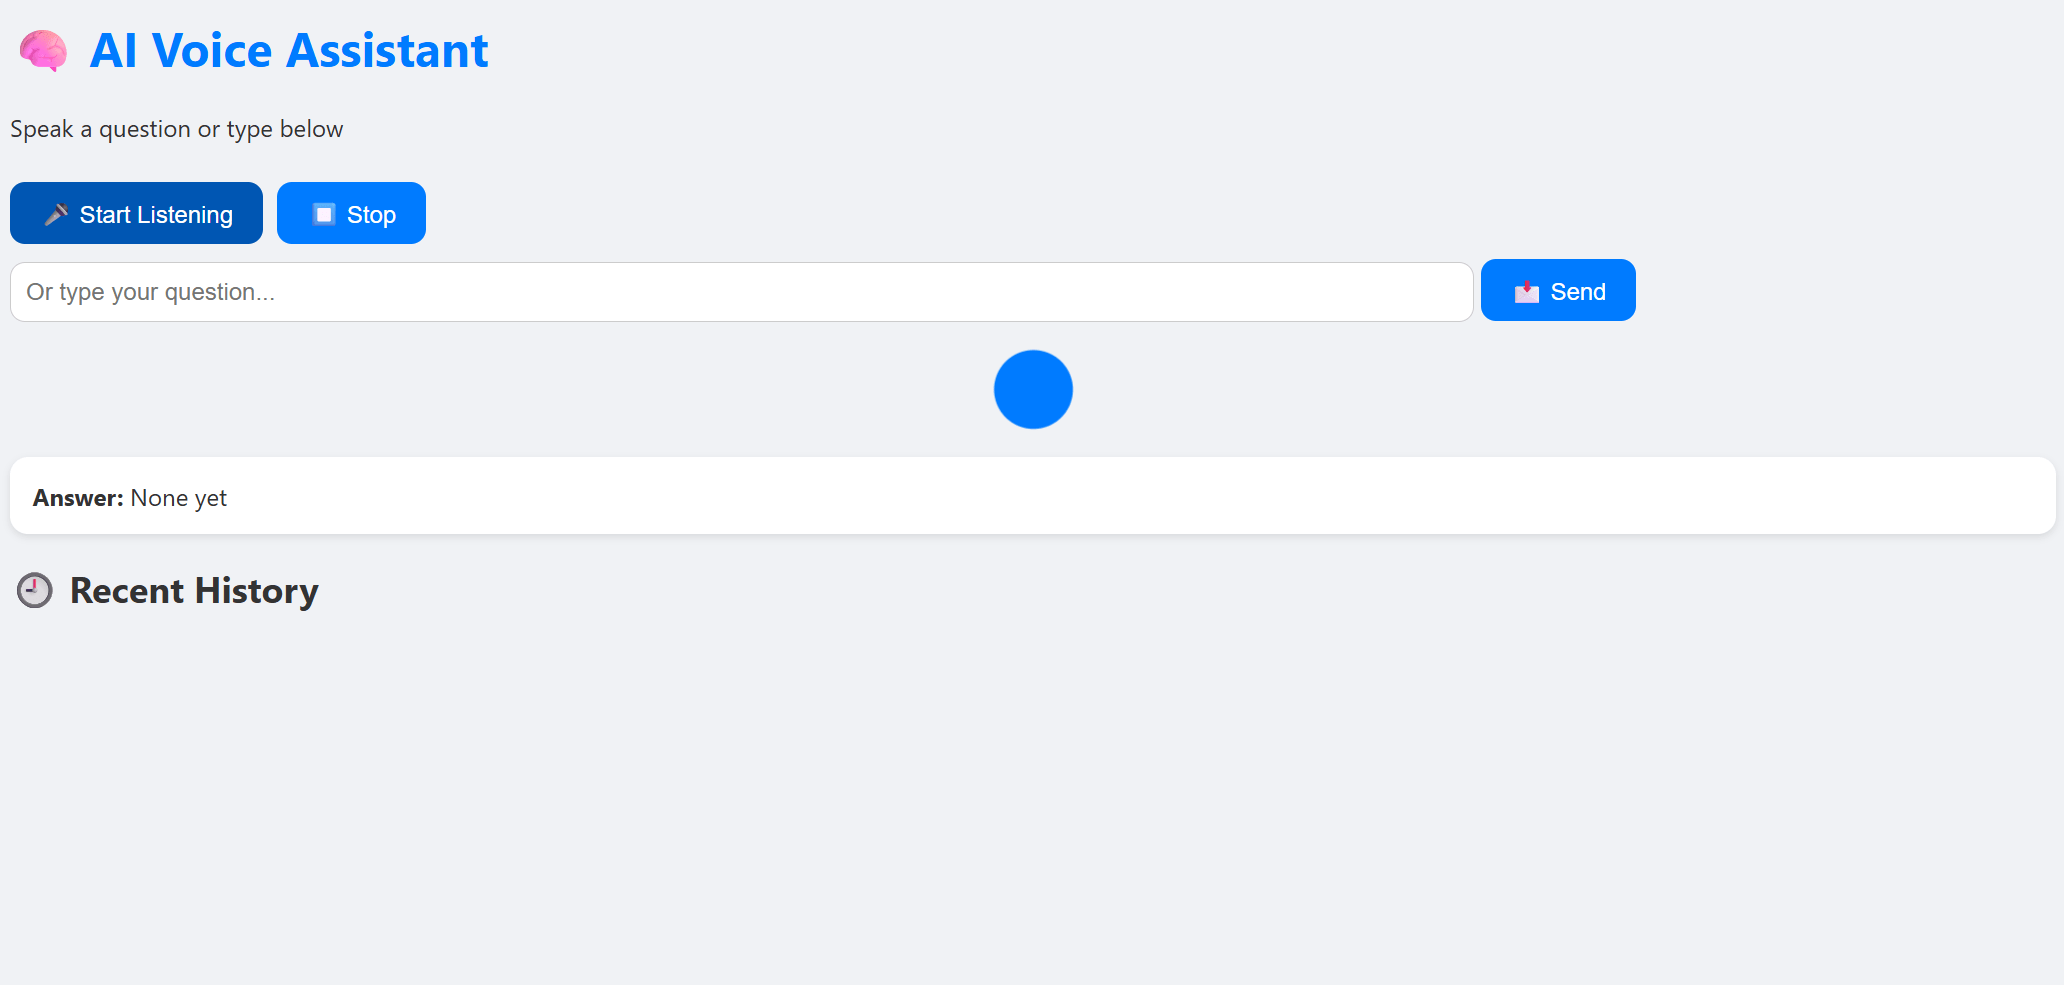 AI Voice Assistant
Speak a question or type below
Start Listening
Stop
Or type your question...
Send
Answer: None yet
Recent History